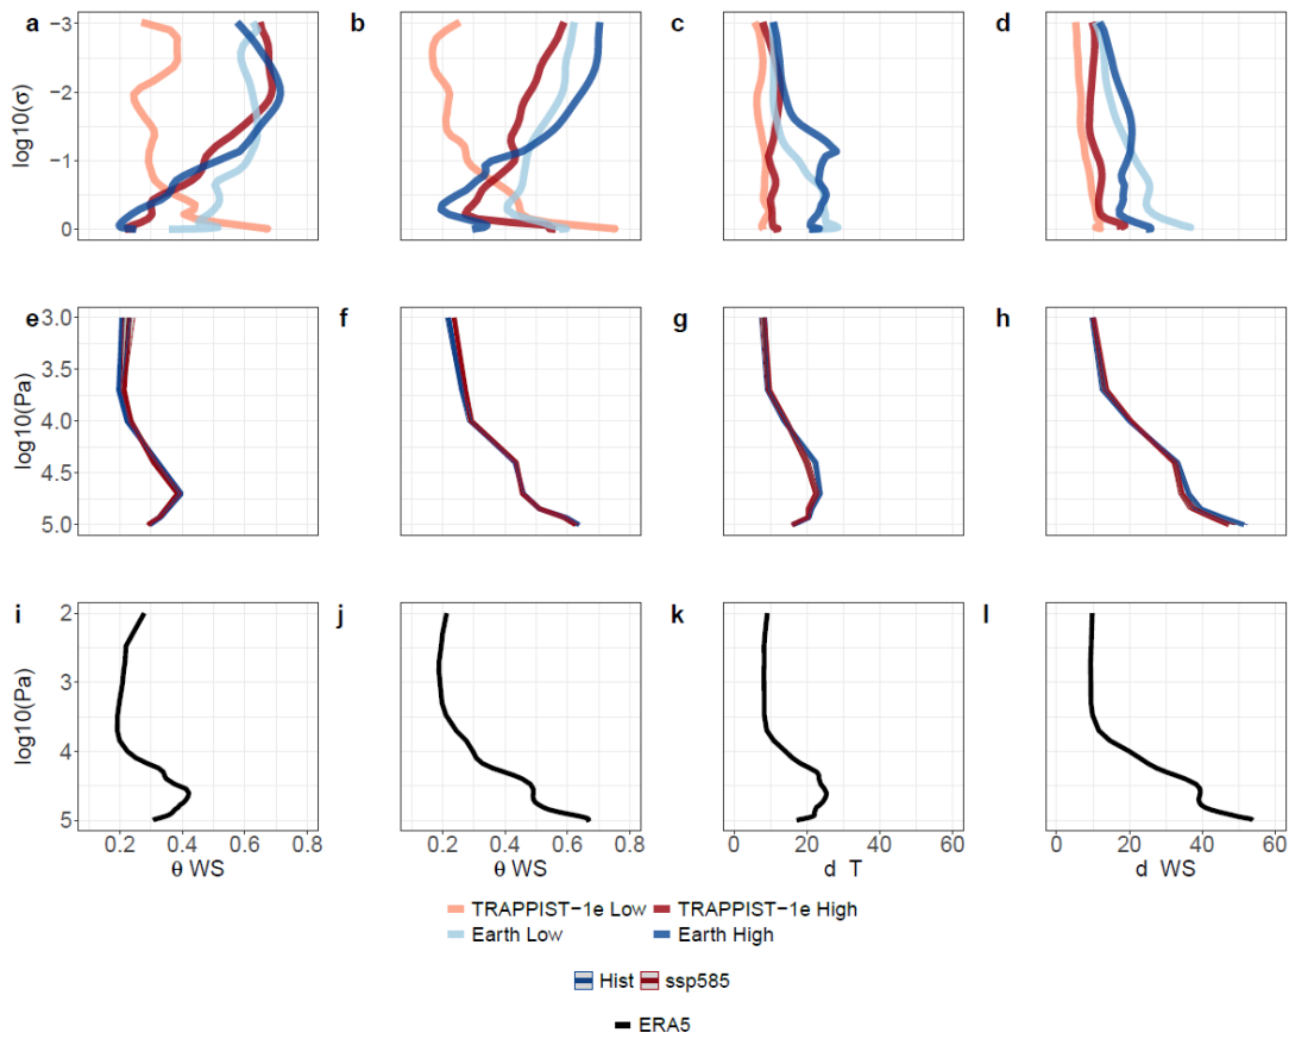 a b c d
log10(σ)
−3
−2
−1
0
e f g h
log10(Pa)
3.0
3.5
4.0
4.5
5.0
i j k l
log10(Pa)
2
3
4
5
0.2 0.4 0.6 0.8 0.2 0.4 0.6 0.8 0 20 40 60 0 20 40 60
θ WS θ WS d T d WS
TRAPPIST−1e Low TRAPPIST−1e High
Earth Low Earth High
Hist ssp585
ERA5